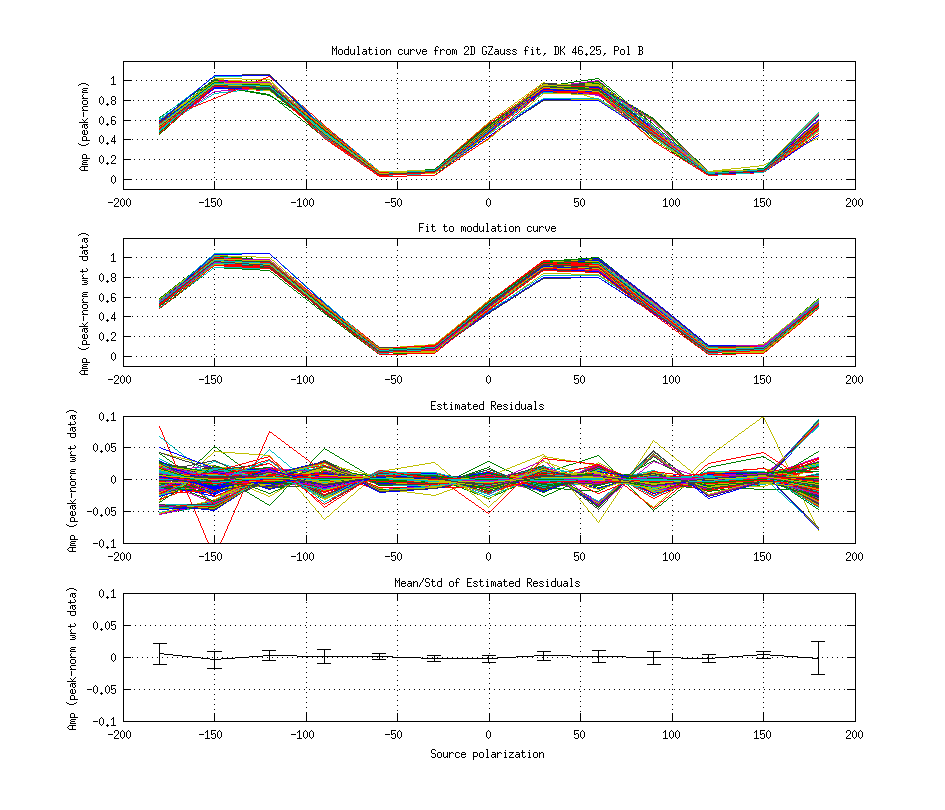 Modulation curve from 2D GZauss fit, DK 46.25, Pol B
Amp (peak-norm)
1
0.8
0.6
0.4
0.2
0
-200 -150 -100 -50 0 50 100 150 200
Fit to modulation curve
Amp (peak-norm wrt data)
1
0.8
0.6
0.4
0.2
0
-200 -150 -100 -50 0 50 100 150 200
Estimated Residuals
Amp (peak-norm wrt data)
0.1
0.05
0
-0.05
-0.1
-200 -150 -100 -50 0 50 100 150 200
Mean/Std of Estimated Residuals
Amp (peak-norm wrt data)
0.1
0.05
0
-0.05
-0.1
-200 -150 -100 -50 0 50 100 150 200
Source polarization